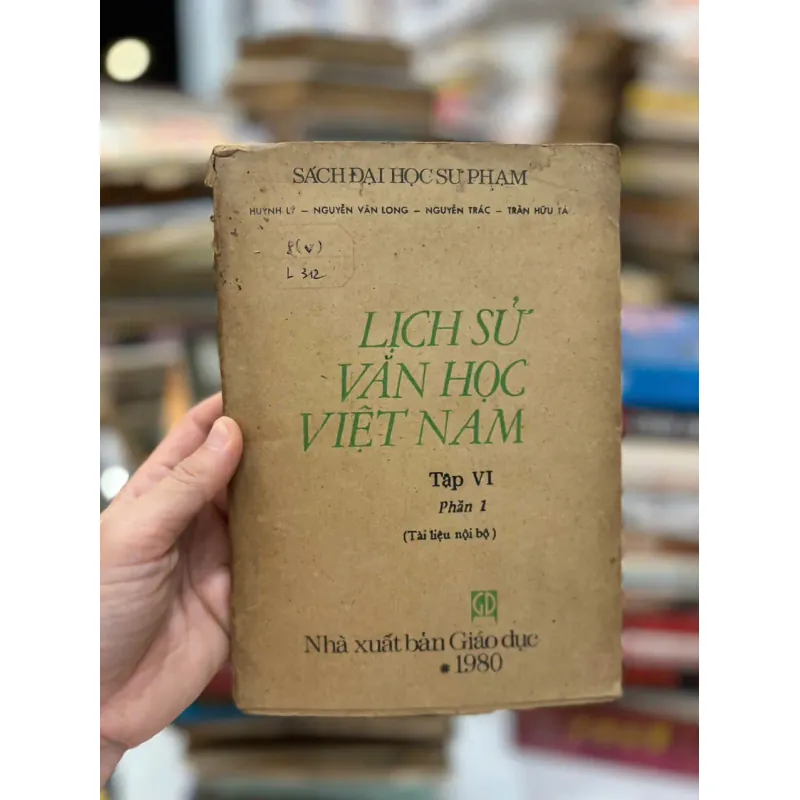 SÁCH ĐẠI HỌC SƯ PHẠM
HUỲNH LÝ – NGUYỄN VĂN LONG – NGUYỄN TRÁC – TRẦN HỮU TÁ
8(V)
L 312
LỊCH SỬ
VĂN HỌC
VIỆT NAM
Tập VI
Phần 1
(Tài liệu nội bộ)
GD
Nhà xuất bản Giáo dục
* 1980